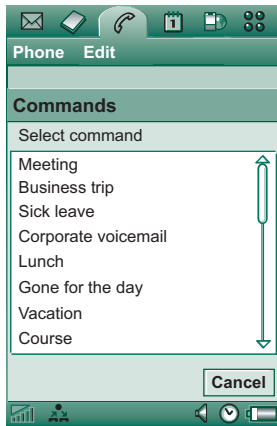 Phone Edit
Commands
Select command
Meeting
Business trip
Sick leave
Corporate voicemail
Lunch
Gone for the day
Vacation
Course
Cancel